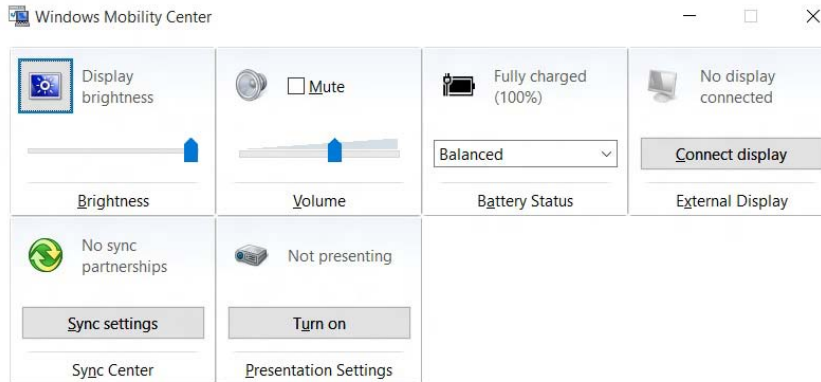 Windows Mobility Center
Display
brightness
Brightness
Mute
Volume
Fully charged
(100%)
Balanced
Battery Status
No display
connected
Connect display
External Display
No sync
partnerships
Sync settings
Sync Center
Not presenting
Turn on
Presentation Settings